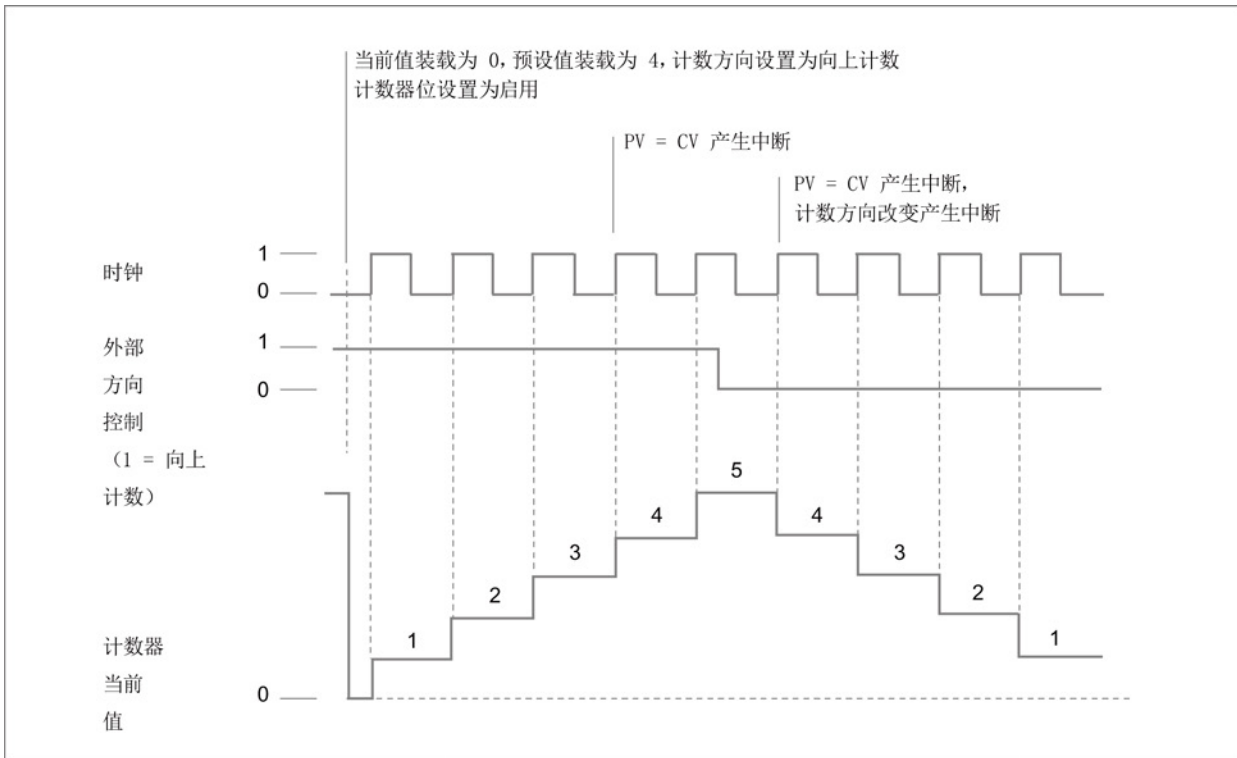 当前值装载为 0, 预设值装载为 4, 计数方向设置为向上计数
计数器位设置为启用
PV = CV 产生中断
PV = CV 产生中断，
计数方向改变产生中断
时钟
1
0
外部
方向
控制
（1 = 向上
计数）
1
0
计数器
当前
值
0
1
2
3
4
5
4
3
2
1